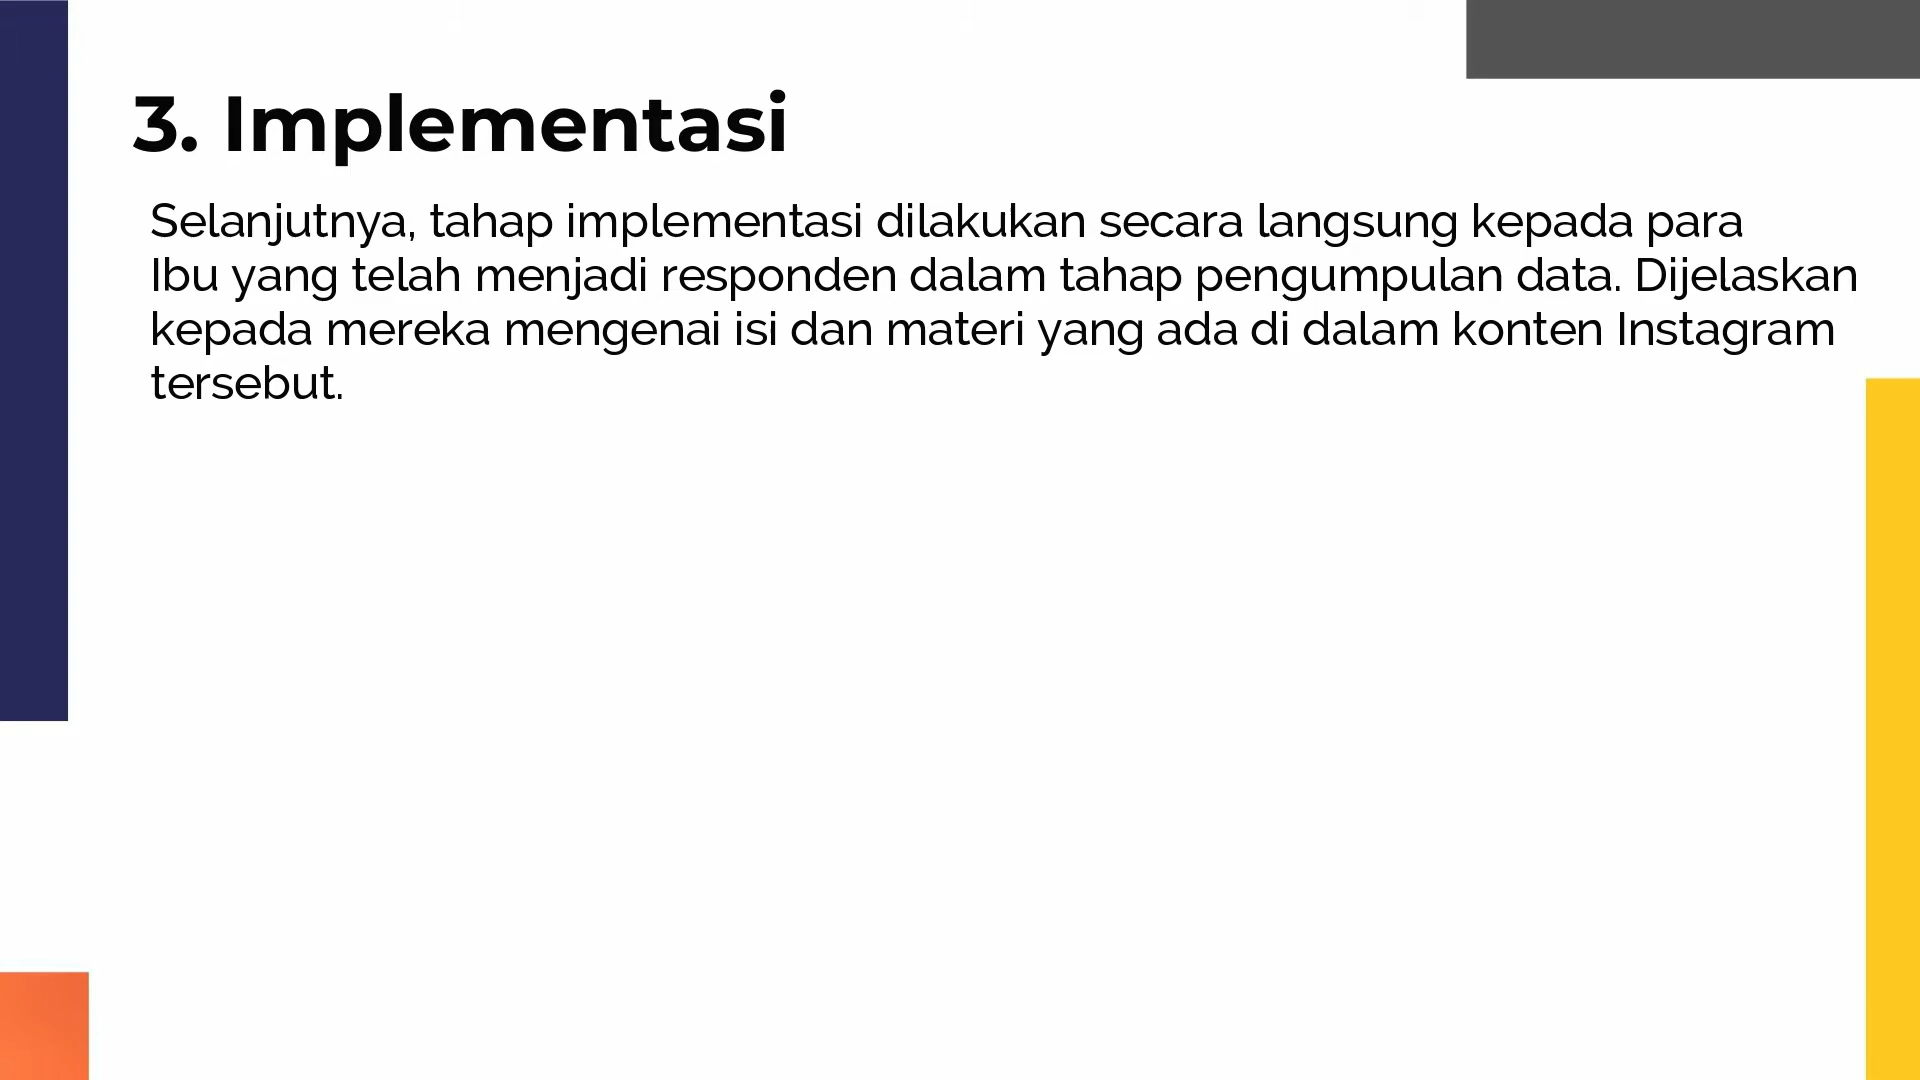 3. Implementasi
Selanjutnya, tahap implementasi dilakukan secara langsung kepada para
Ibu yang telah menjadi responden dalam tahap pengumpulan data. Dijelaskan
kepada mereka mengenai isi dan materi yang ada di dalam konten Instagram
tersebut.